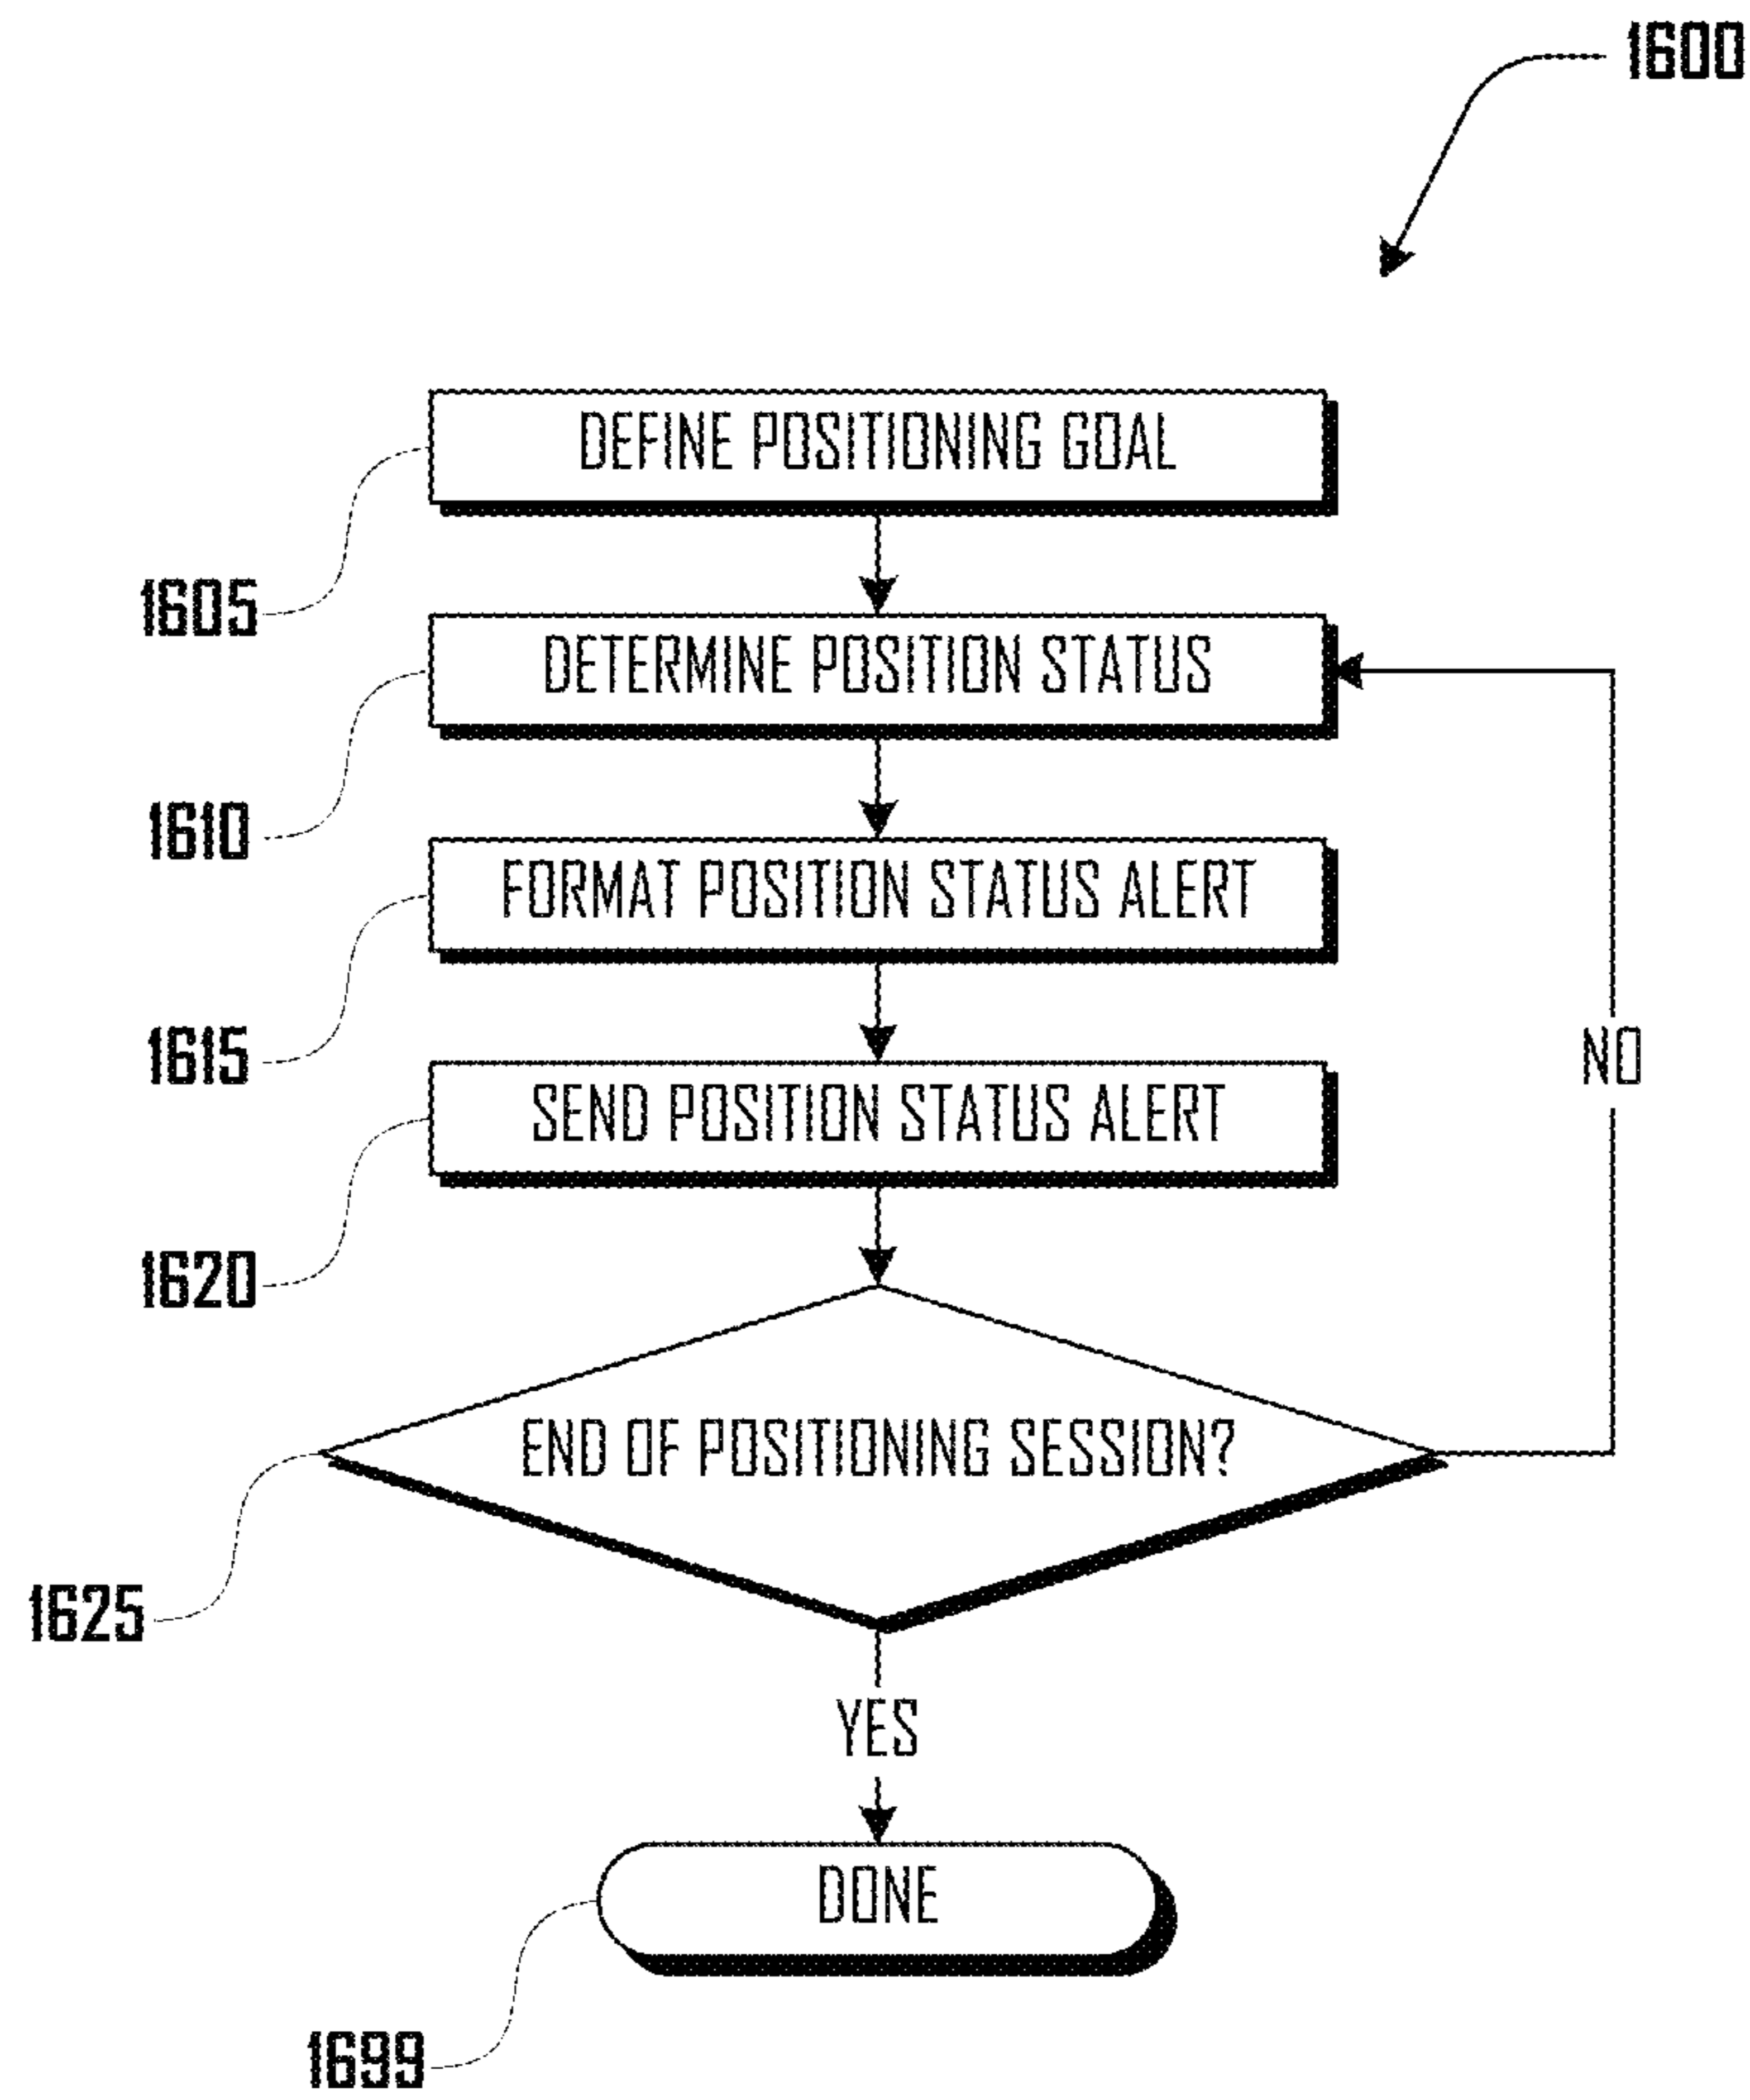 1600
DEFINE POSITIONING GOAL
1605
DETERMINE POSITION STATUS
1610
FORMAT POSITION STATUS ALERT
1615
NO
SEND POSITION STATUS ALERT
1620
END OF POSITIONING SESSION?
1625
YES
DONE
1699